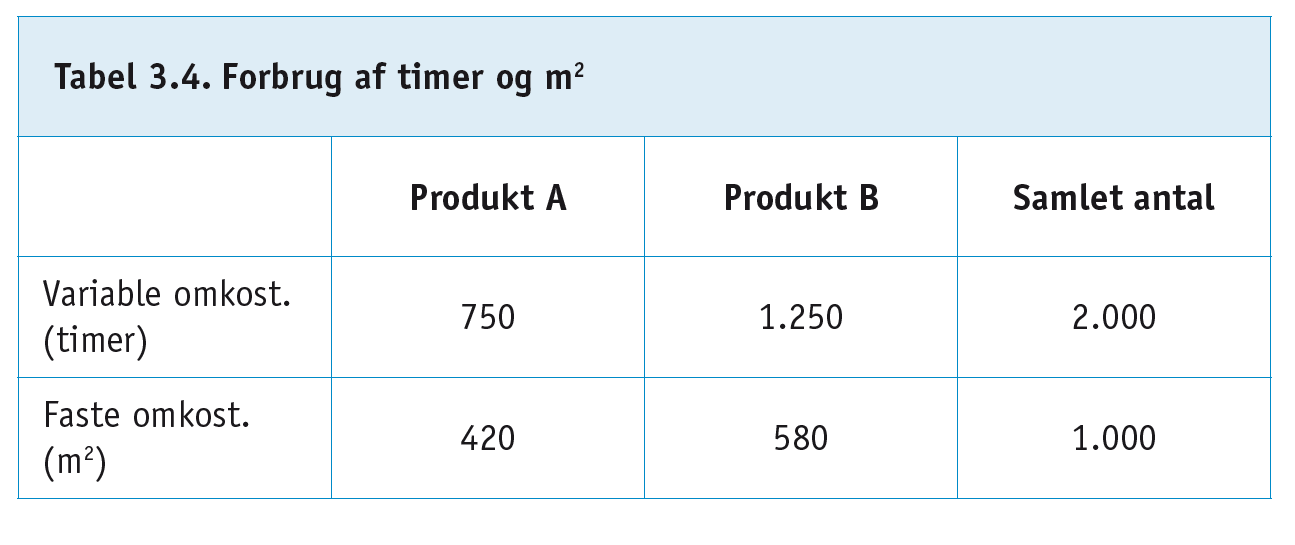 Tabel 3.4. Forbrug af timer og m²
Produkt A Produkt B Samlet antal
Variable omkost.
(timer) 750 1.250 2.000
Faste omkost.
(m²) 420 580 1.000